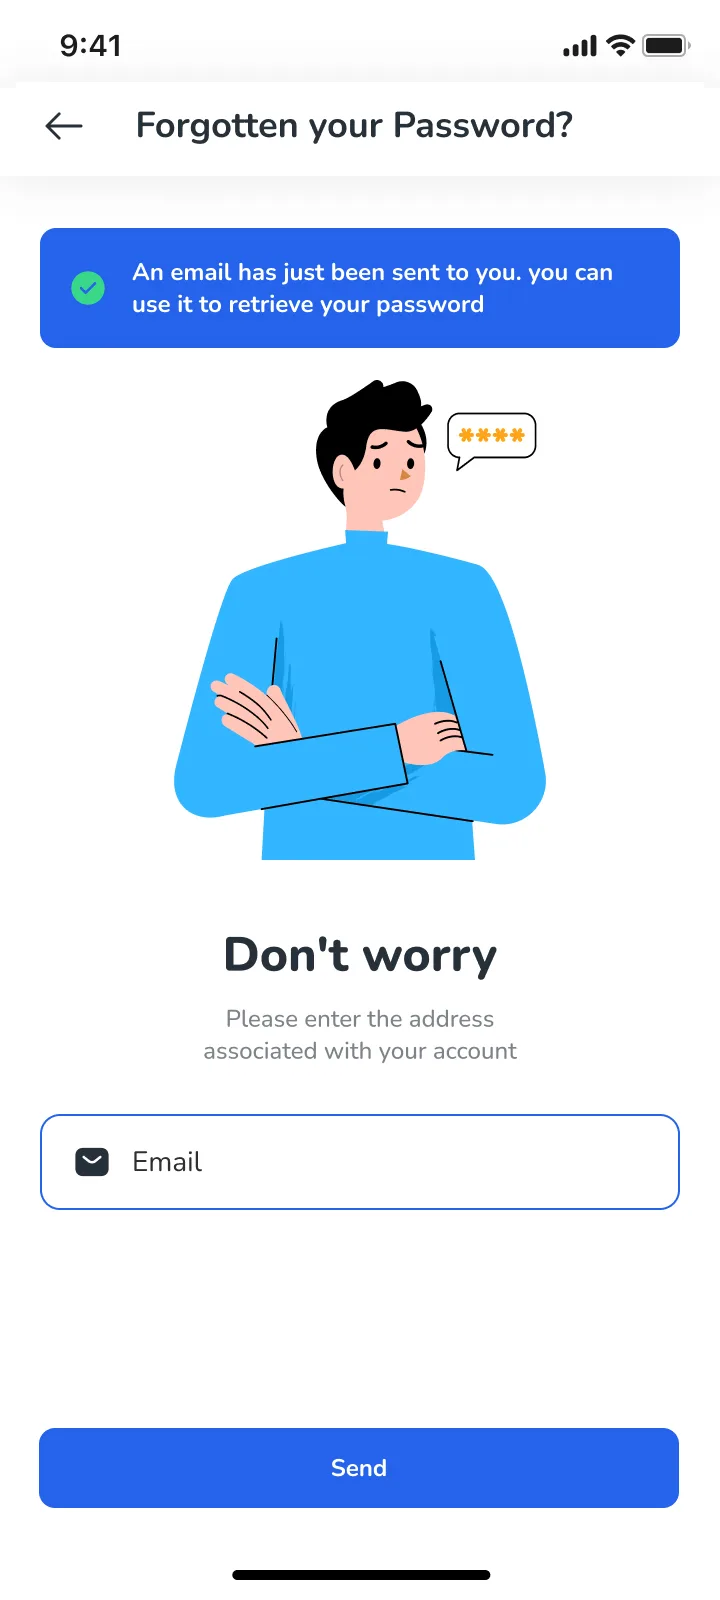 9:41
Forgotten your Password?
An email has just been sent to you. you can
use it to retrieve your password
****
Don't worry
Please enter the address
associated with your account
Email
Send